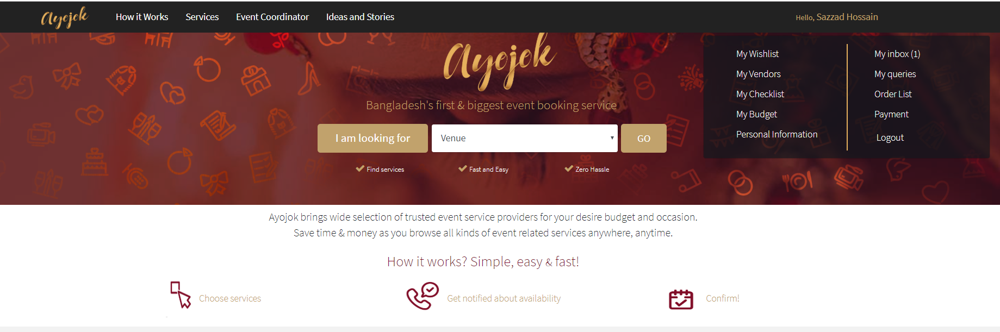 Ayojok How it Works Services Event Coordinator Ideas and Stories Hello, Sazzad Hossain
Ayojok
Bangladesh's first & biggest event booking service
I am looking for Venue GO
Find services Fast and Easy Zero Hassle
My Wishlist My inbox (1)
My Vendors My queries
My Checklist Order List
My Budget Payment
Personal Information Logout
Ayojok brings wide selection of trusted event service providers for your desire budget and occasion.
Save time & money as you browse all kinds of event related services anywhere, anytime.
How it works? Simple, easy & fast!
Choose services Get notified about availability Confirm!